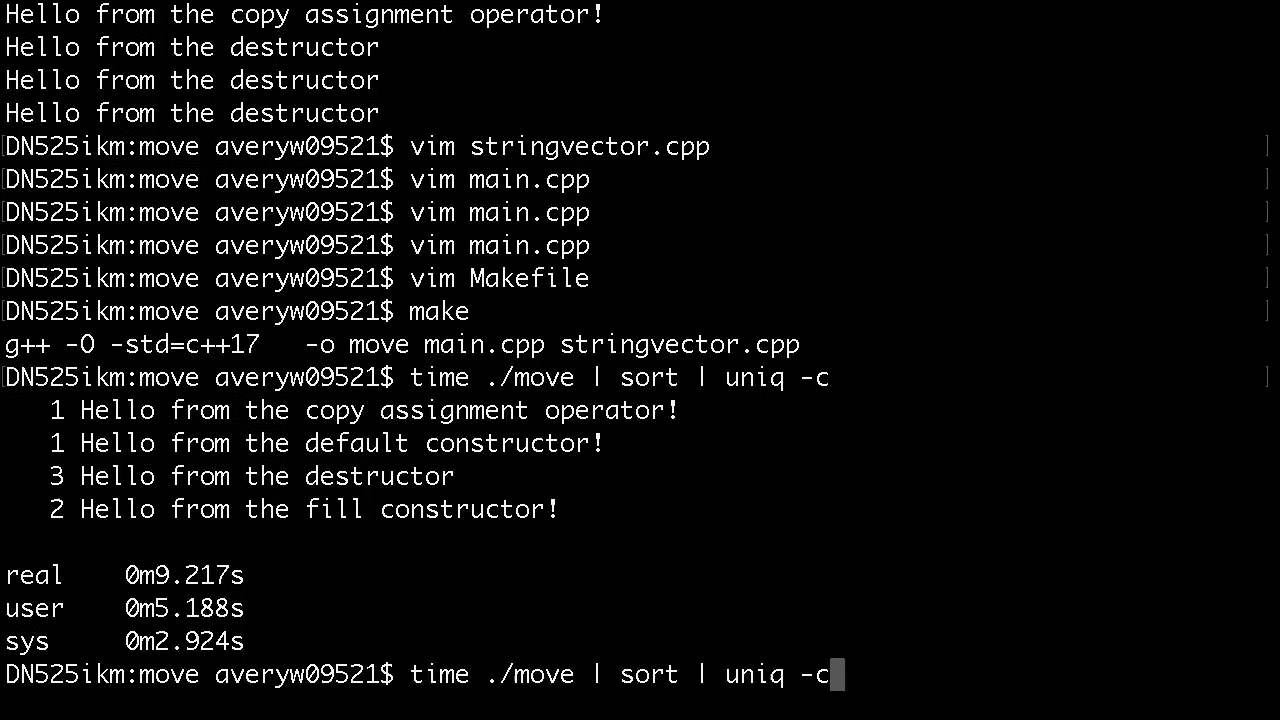 Hello from the copy assignment operator!
Hello from the destructor
Hello from the destructor
Hello from the destructor
[DN525ikm:move averyw09521$ vim stringvector.cpp ]
[DN525ikm:move averyw09521$ vim main.cpp ]
[DN525ikm:move averyw09521$ vim main.cpp ]
[DN525ikm:move averyw09521$ vim main.cpp ]
[DN525ikm:move averyw09521$ vim Makefile ]
[DN525ikm:move averyw09521$ make ]
g++ -O -std=c++17   -o move main.cpp stringvector.cpp
[DN525ikm:move averyw09521$ time ./move | sort | uniq -c ]
   1 Hello from the copy assignment operator!
   1 Hello from the default constructor!
   3 Hello from the destructor
   2 Hello from the fill constructor!
real    0m9.217s
user    0m5.188s
sys     0m2.924s
DN525ikm:move averyw09521$ time ./move | sort | uniq -c